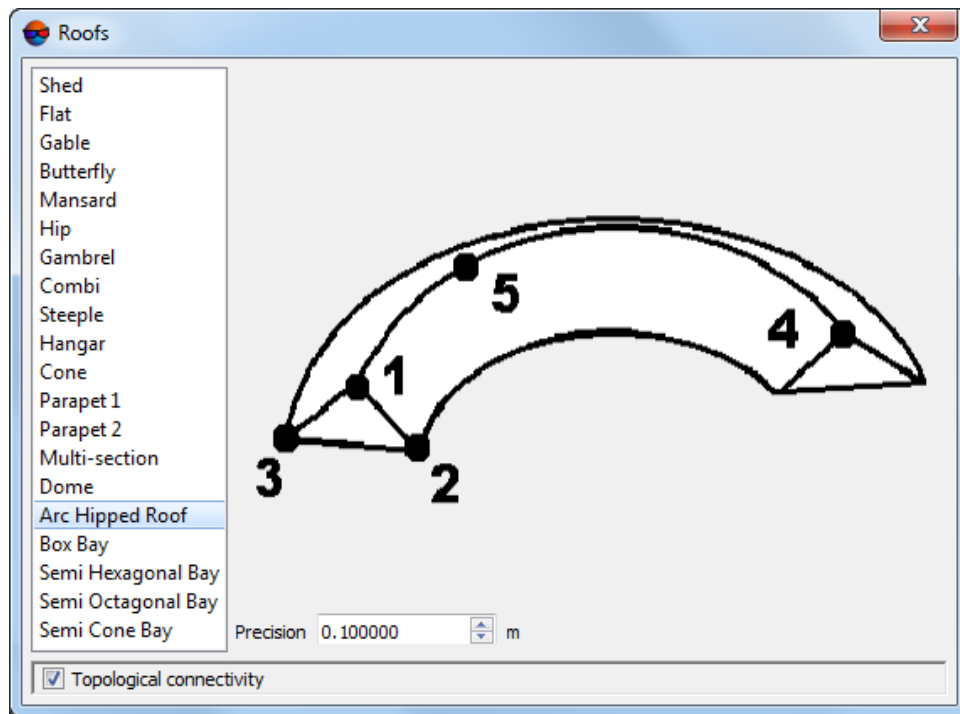 Roofs
Shed
Flat
Gable
Butterfly
Mansard
Hip
Gambrel
Combi
Steeple
Hangar
Cone
Parapet 1
Parapet 2
Multi-section
Dome
Arc Hipped Roof
Box Bay
Semi Hexagonal Bay
Semi Octagonal Bay
Semi Cone Bay
5
4
1
3
2
Precision 0.100000 m
Topological connectivity